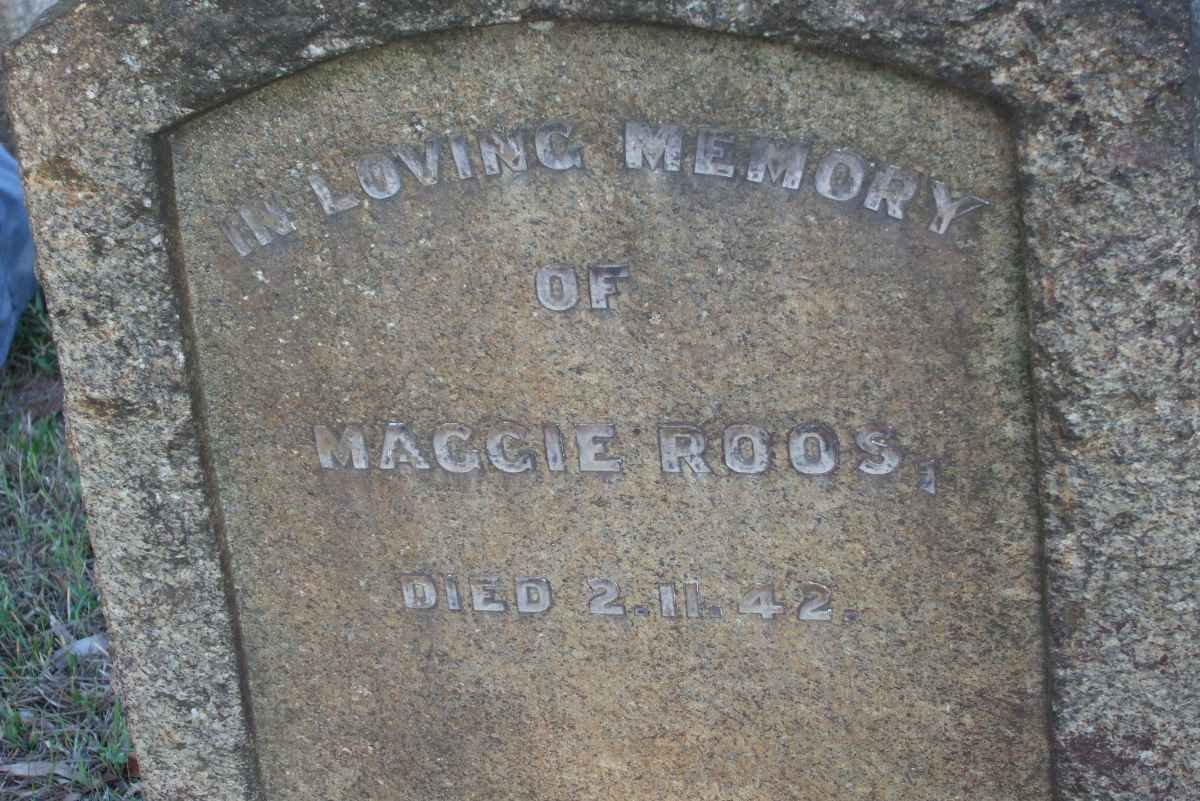 IN LOVING MEMORY
OF
MAGGIE ROOS,
DIED 2.11.42.